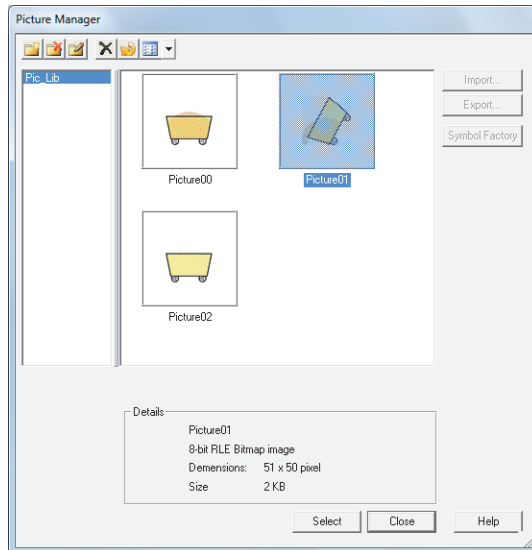 Picture Manager
Pic_Lib
Import...
Export...
Symbol Factory
Picture00
Picture01
Picture02
Details
Picture01
8-bit RLE Bitmap image
Demensions: 51 x 50 pixel
Size 2 KB
Select
Close
Help